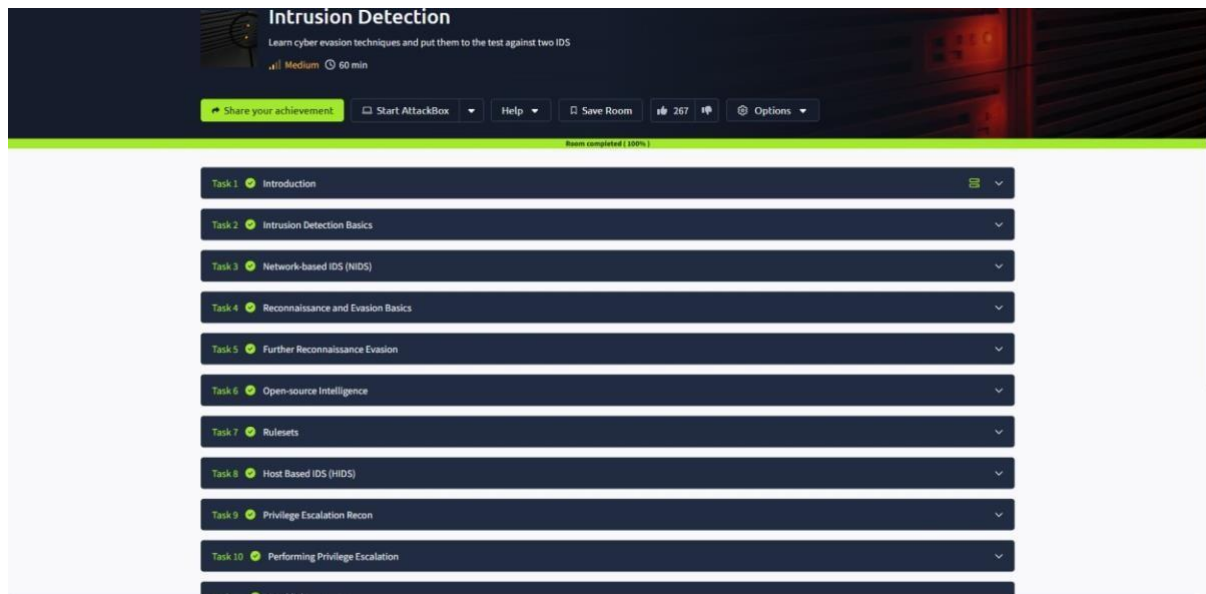 Intrusion Detection
Learn cyber evasion techniques and put them to the test against two IDS
Medium 60 min
Share your achievement Start AttackBox Help Save Room 267 Options
Room completed ( 100% )
Task 1 Introduction
Task 2 Intrusion Detection Basics
Task 3 Network-based IDS (NIDS)
Task 4 Reconnaissance and Evasion Basics
Task 5 Further Reconnaissance Evasion
Task 6 Open-source Intelligence
Task 7 Rulesets
Task 8 Host Based IDS (HIDS)
Task 9 Privilege Escalation Recon
Task 10 Performing Privilege Escalation